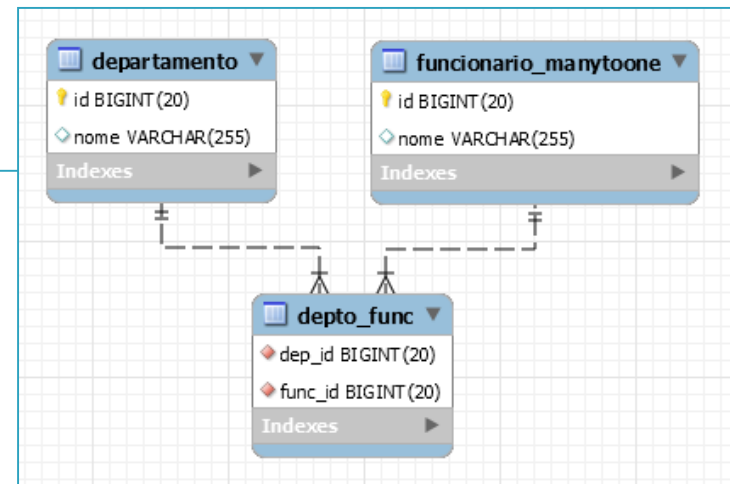 departamento
id BIGINT(20)
nome VARCHAR(255)
Indexes
funcionario_manytoone
id BIGINT(20)
nome VARCHAR(255)
Indexes
depto_func
dep_id BIGINT(20)
func_id BIGINT(20)
Indexes